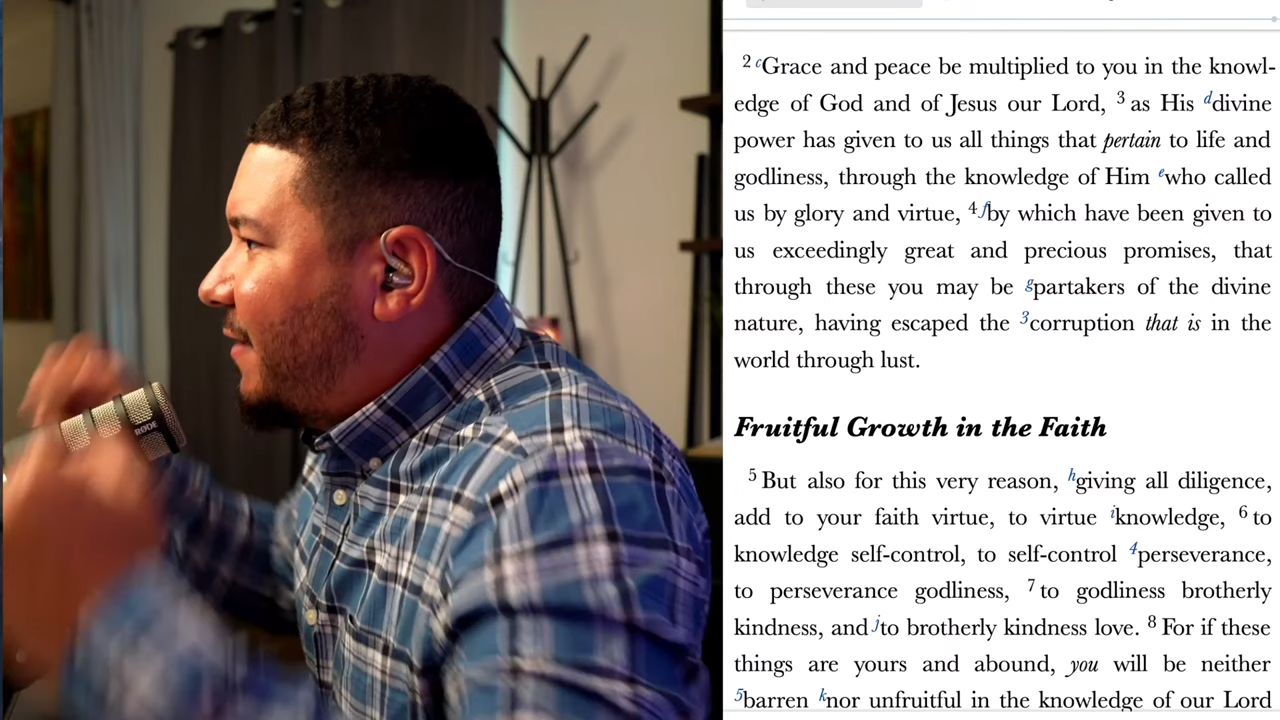 2 cGrace and peace be multiplied to you in the knowl-
edge of God and of Jesus our Lord, 3 as His ddivine
power has given to us all things that pertain to life and
godliness, through the knowledge of Him ewho called
us by glory and virtue, 4 fby which have been given to
us exceedingly great and precious promises, that
through these you may be gpartakers of the divine
nature, having escaped the 3corruption that is in the
world through lust.
Fruitful Growth in the Faith
5 But also for this very reason, hgiving all diligence,
add to your faith virtue, to virtue iknowledge, 6 to
knowledge self-control, to self-control 4perseverance,
to perseverance godliness, 7 to godliness brotherly
kindness, and jto brotherly kindness love. 8 For if these
things are yours and abound, you will be neither
5barren knor unfruitful in the knowledge of our Lord
RØDE